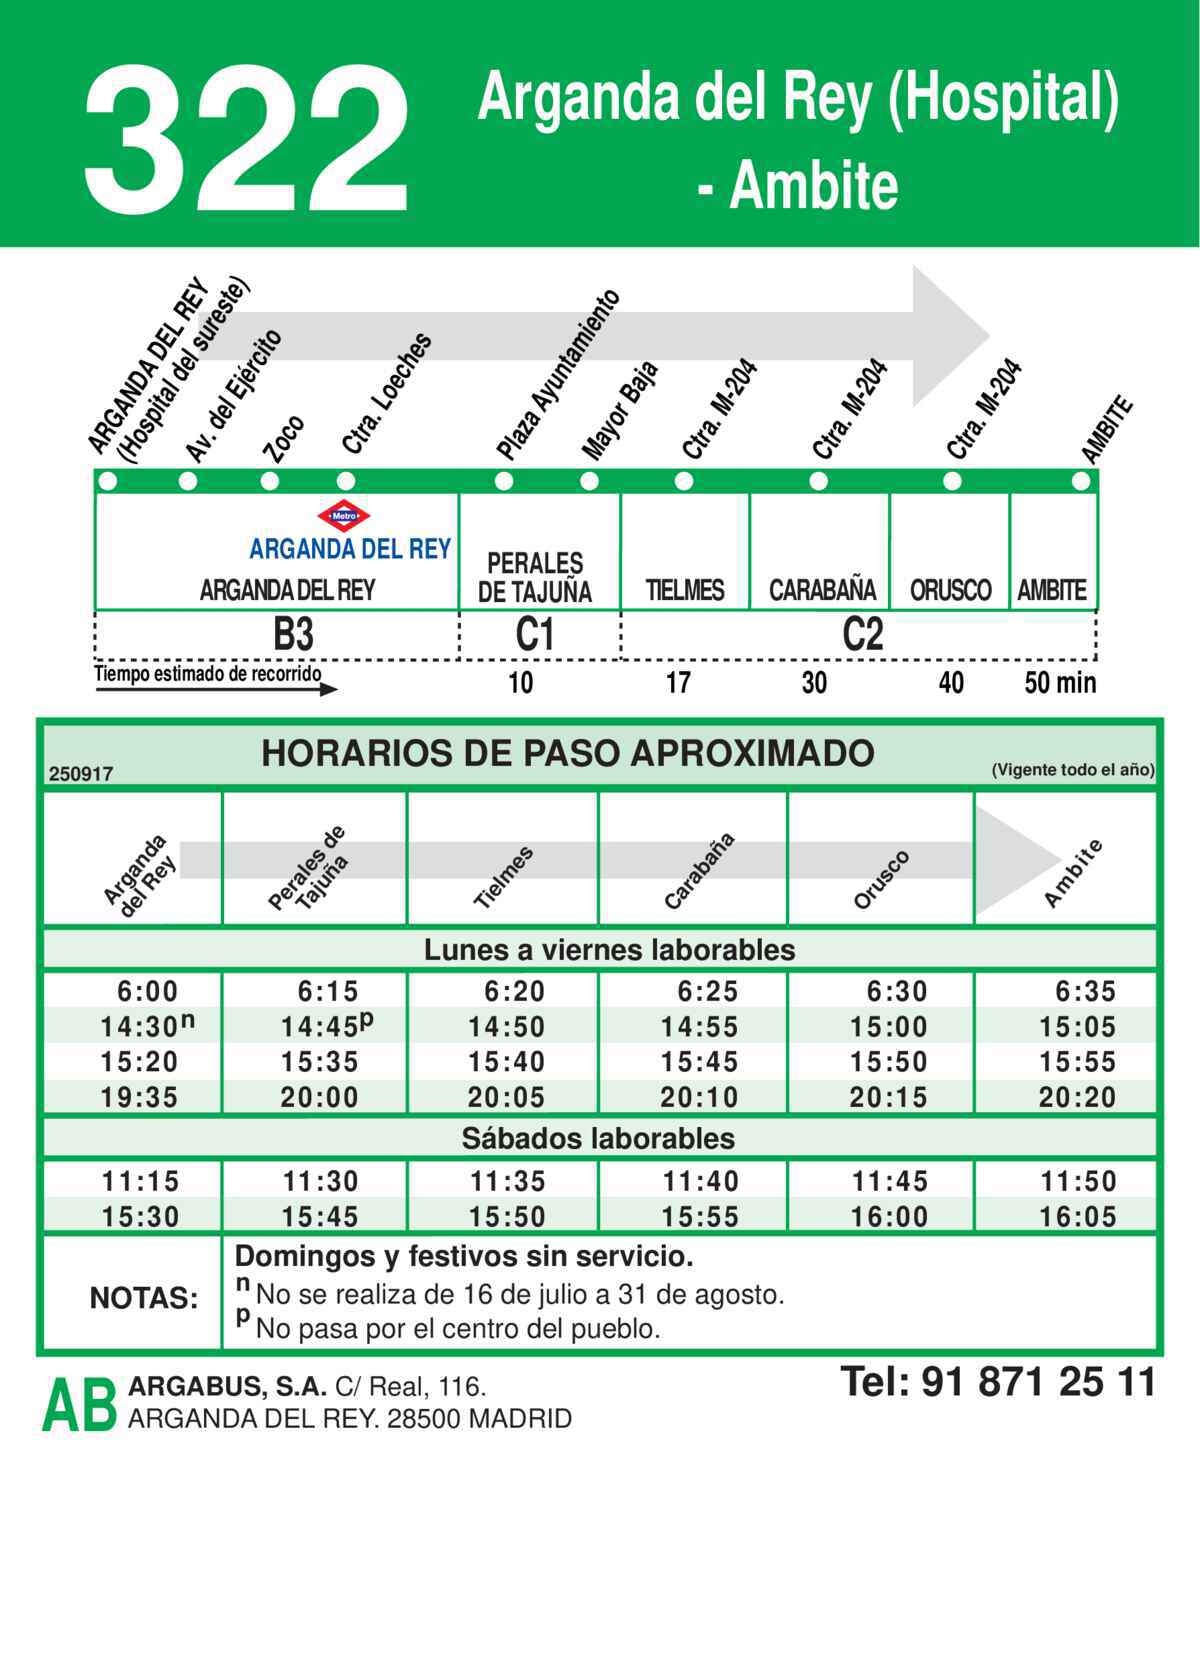 322
Arganda del Rey (Hospital)
- Ambite
ARGANDA DEL REY
(Hospital del sureste)
Av. del Ejército
Zoco
Ctra. Loeches
Plaza Ayuntamiento
Mayor Baja
Ctra. M-204
Ctra. M-204
Ctra. M-204
AMBITE
Metro
ARGANDA DEL REY
ARGANDA DEL REY
PERALES
DE TAJUÑA
TIELMES
CARABAÑA
ORUSCO
AMBITE
B3
C1
C2
Tiempo estimado de recorrido
10 17 30 40 50 min
HORARIOS DE PASO APROXIMADO
250917
(Vigente todo el año)
Arganda
del Rey
Perales de
Tajuña
Tielmes
Carabaña
Orusco
Ambite
Lunes a viernes laborables
6:00 6:15 6:20 6:25 6:30 6:35
14:30n 14:45p 14:50 14:55 15:00 15:05
15:20 15:35 15:40 15:45 15:50 15:55
19:35 20:00 20:05 20:10 20:15 20:20
Sábados laborables
11:15 11:30 11:35 11:40 11:45 11:50
15:30 15:45 15:50 15:55 16:00 16:05
NOTAS:
Domingos y festivos sin servicio.
n No se realiza de 16 de julio a 31 de agosto.
p No pasa por el centro del pueblo.
AB
ARGABUS, S.A. C/ Real, 116.
ARGANDA DEL REY. 28500 MADRID
Tel: 91 871 25 11